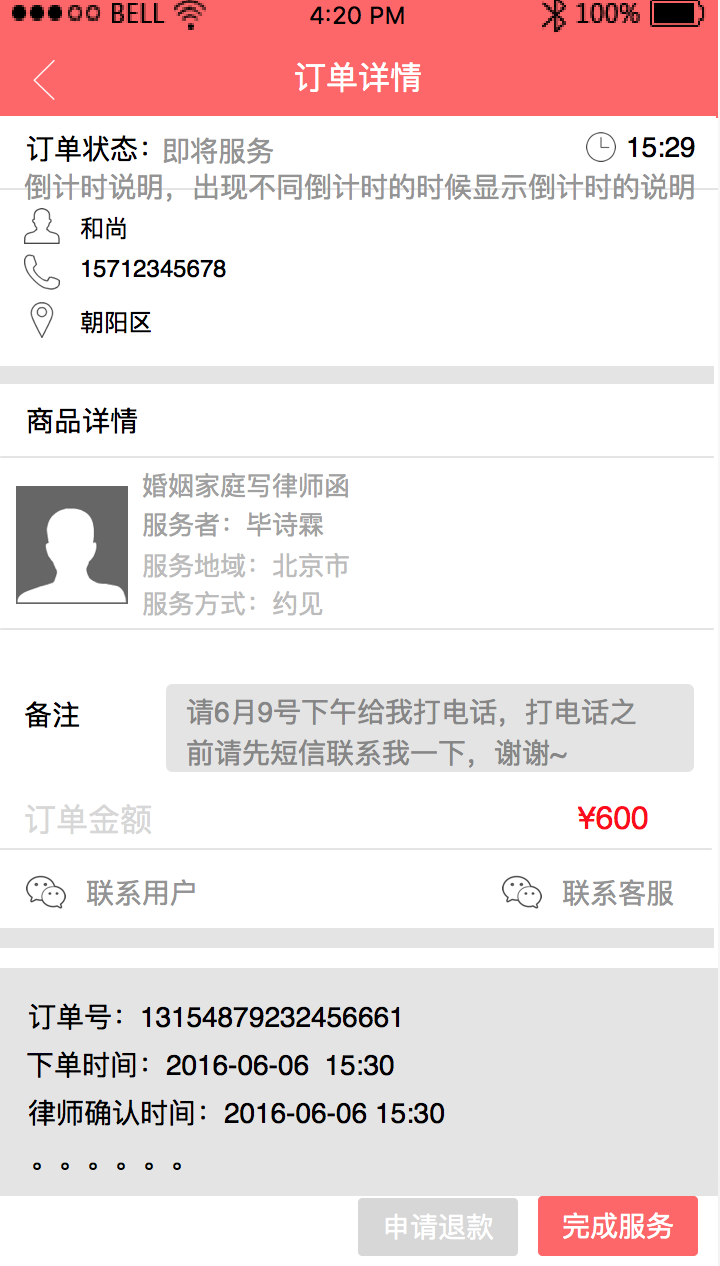 BELL 4:20 PM 100%
订单详情
订单状态：即将服务 15:29
倒计时说明，出现不同倒计时的时候显示倒计时的说明
和尚
15712345678
朝阳区
商品详情
婚姻家庭写律师函
服务者：毕诗霖
服务地域：北京市
服务方式：约见
备注 请6月9号下午给我打电话，打电话之
前请先短信联系我一下，谢谢~
订单金额 ¥600
联系用户 联系客服
订单号：13154879232456661
下单时间：2016-06-06 15:30
律师确认时间：2016-06-06 15:30
。。。。。。
申请退款 完成服务